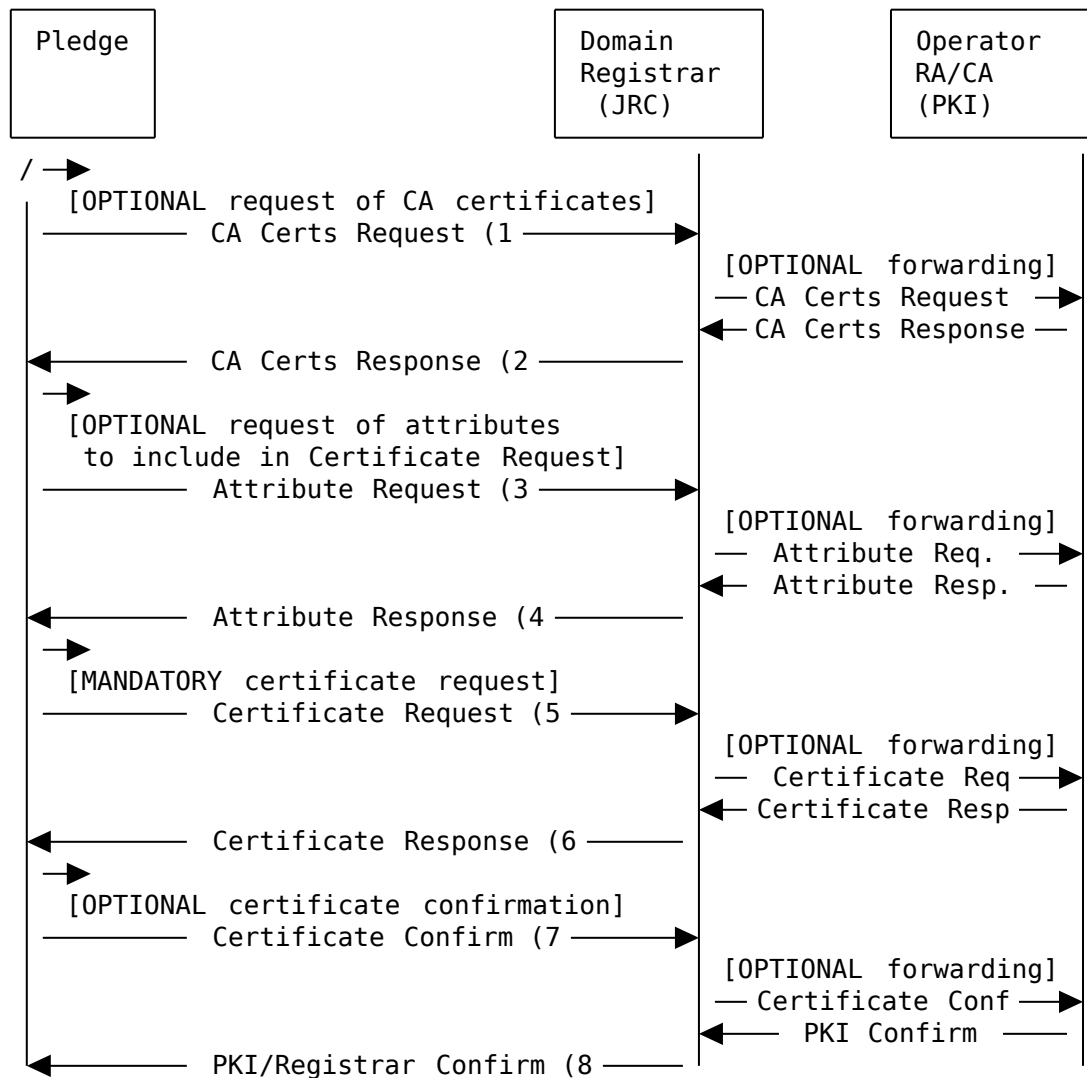 Pledge
Domain
Registrar
(JRC)
Operator
RA/CA
(PKI)
/
[OPTIONAL request of CA certificates]
CA Certs Request (1
[OPTIONAL forwarding]
CA Certs Request
CA Certs Response
CA Certs Response (2
[OPTIONAL request of attributes
to include in Certificate Request]
Attribute Request (3
[OPTIONAL forwarding]
Attribute Req.
Attribute Resp.
Attribute Response (4
[MANDATORY certificate request]
Certificate Request (5
[OPTIONAL forwarding]
Certificate Req
Certificate Resp
Certificate Response (6
[OPTIONAL certificate confirmation]
Certificate Confirm (7
[OPTIONAL forwarding]
Certificate Conf
PKI Confirm
PKI/Registrar Confirm (8